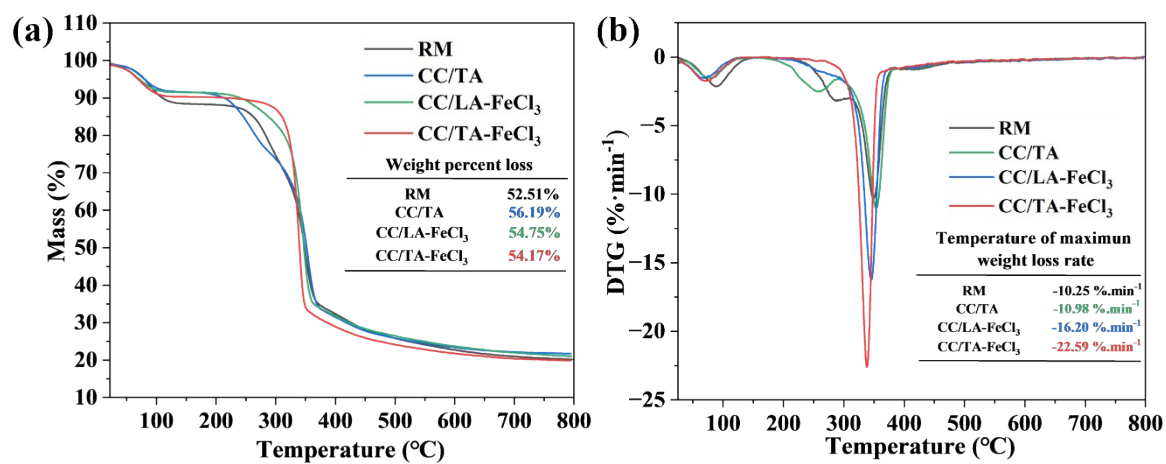 (a)
110
100
90
80
70
60
50
40
30
20
10
Mass (%)
RM
CC/TA
CC/LA-FeCl₃
CC/TA-FeCl₃
Weight percent loss
RM 52.51%
CC/TA 56.19%
CC/LA-FeCl₃ 54.75%
CC/TA-FeCl₃ 54.17%
100 200 300 400 500 600 700 800
Temperature (℃)
(b)
0
−5
−10
−15
−20
−25
DTG (%·min⁻¹)
RM
CC/TA
CC/LA-FeCl₃
CC/TA-FeCl₃
Temperature of maximun
weight loss rate
RM -10.25 %.min⁻¹
CC/TA -10.98 %.min⁻¹
CC/LA-FeCl₃ -16.20 %.min⁻¹
CC/TA-FeCl₃ -22.59 %.min⁻¹
100 200 300 400 500 600 700 800
Temperature (℃)